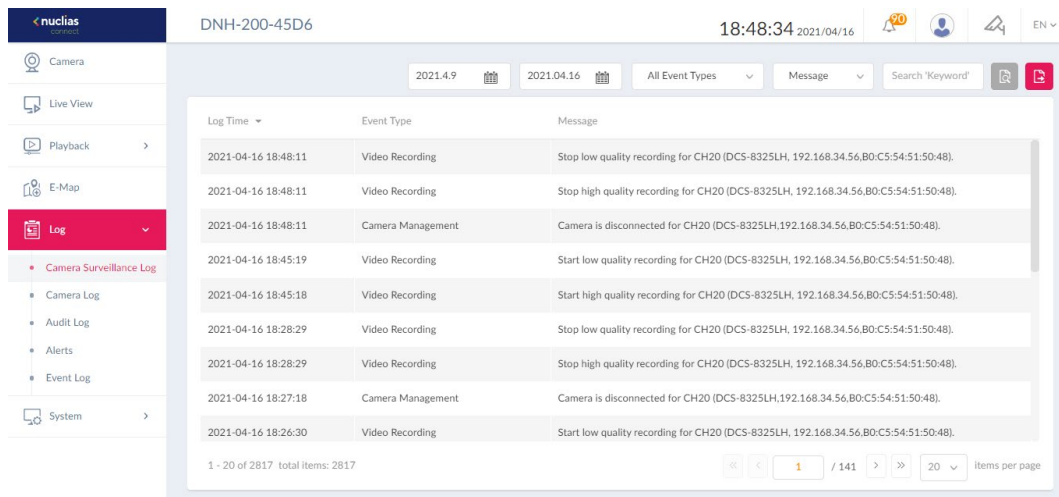 nuclias
connect
DNH-200-45D6
18:48:34 2021/04/16
90
EN
Camera
Live View
Playback
E-Map
Log
Camera Surveillance Log
Camera Log
Audit Log
Alerts
Event Log
System
2021.4.9
2021.04.16
All Event Types
Message
Search 'Keyword'
Log Time Event Type Message
2021-04-16 18:48:11 Video Recording Stop low quality recording for CH20 (DCS-8325LH, 192.168.34.56,B0:C5:54:51:50:48).
2021-04-16 18:48:11 Video Recording Stop high quality recording for CH20 (DCS-8325LH, 192.168.34.56,B0:C5:54:51:50:48).
2021-04-16 18:48:11 Camera Management Camera is disconnected for CH20 (DCS-8325LH,192.168.34.56,B0:C5:54:51:50:48).
2021-04-16 18:45:19 Video Recording Start low quality recording for CH20 (DCS-8325LH, 192.168.34.56,B0:C5:54:51:50:48).
2021-04-16 18:45:18 Video Recording Start high quality recording for CH20 (DCS-8325LH, 192.168.34.56,B0:C5:54:51:50:48).
2021-04-16 18:28:29 Video Recording Stop low quality recording for CH20 (DCS-8325LH, 192.168.34.56,B0:C5:54:51:50:48).
2021-04-16 18:28:29 Video Recording Stop high quality recording for CH20 (DCS-8325LH, 192.168.34.56,B0:C5:54:51:50:48).
2021-04-16 18:27:18 Camera Management Camera is disconnected for CH20 (DCS-8325LH,192.168.34.56,B0:C5:54:51:50:48).
2021-04-16 18:26:30 Video Recording Start low quality recording for CH20 (DCS-8325LH, 192.168.34.56,B0:C5:54:51:50:48).
1 - 20 of 2817 total items: 2817
1 / 141
20 items per page